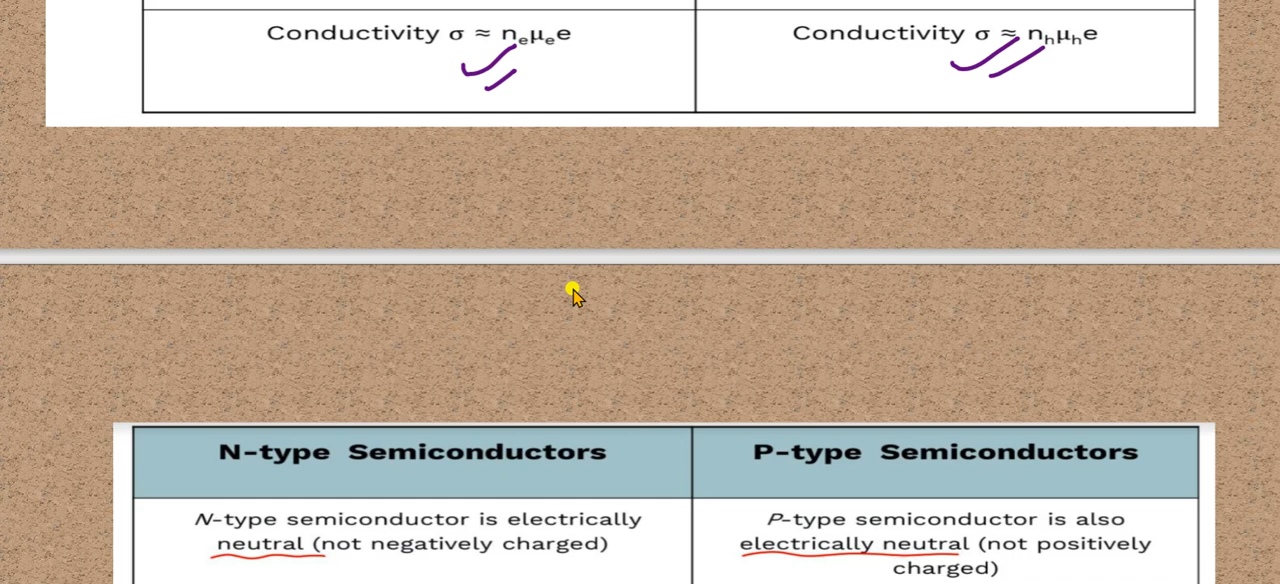 Conductivity σ ≈ nₑμₑe
Conductivity σ ≈ nₕμₕe
N-type Semiconductors
P-type Semiconductors
N-type semiconductor is electrically
neutral (not negatively charged)
P-type semiconductor is also
electrically neutral (not positively
charged)